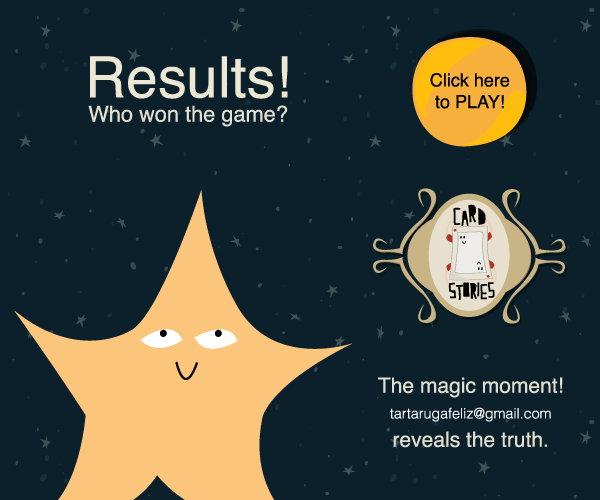 Results!
Who won the game?
Click here
to PLAY!
CARD
STORIES
The magic moment!
tartarugafeliz@gmail.com
reveals the truth.